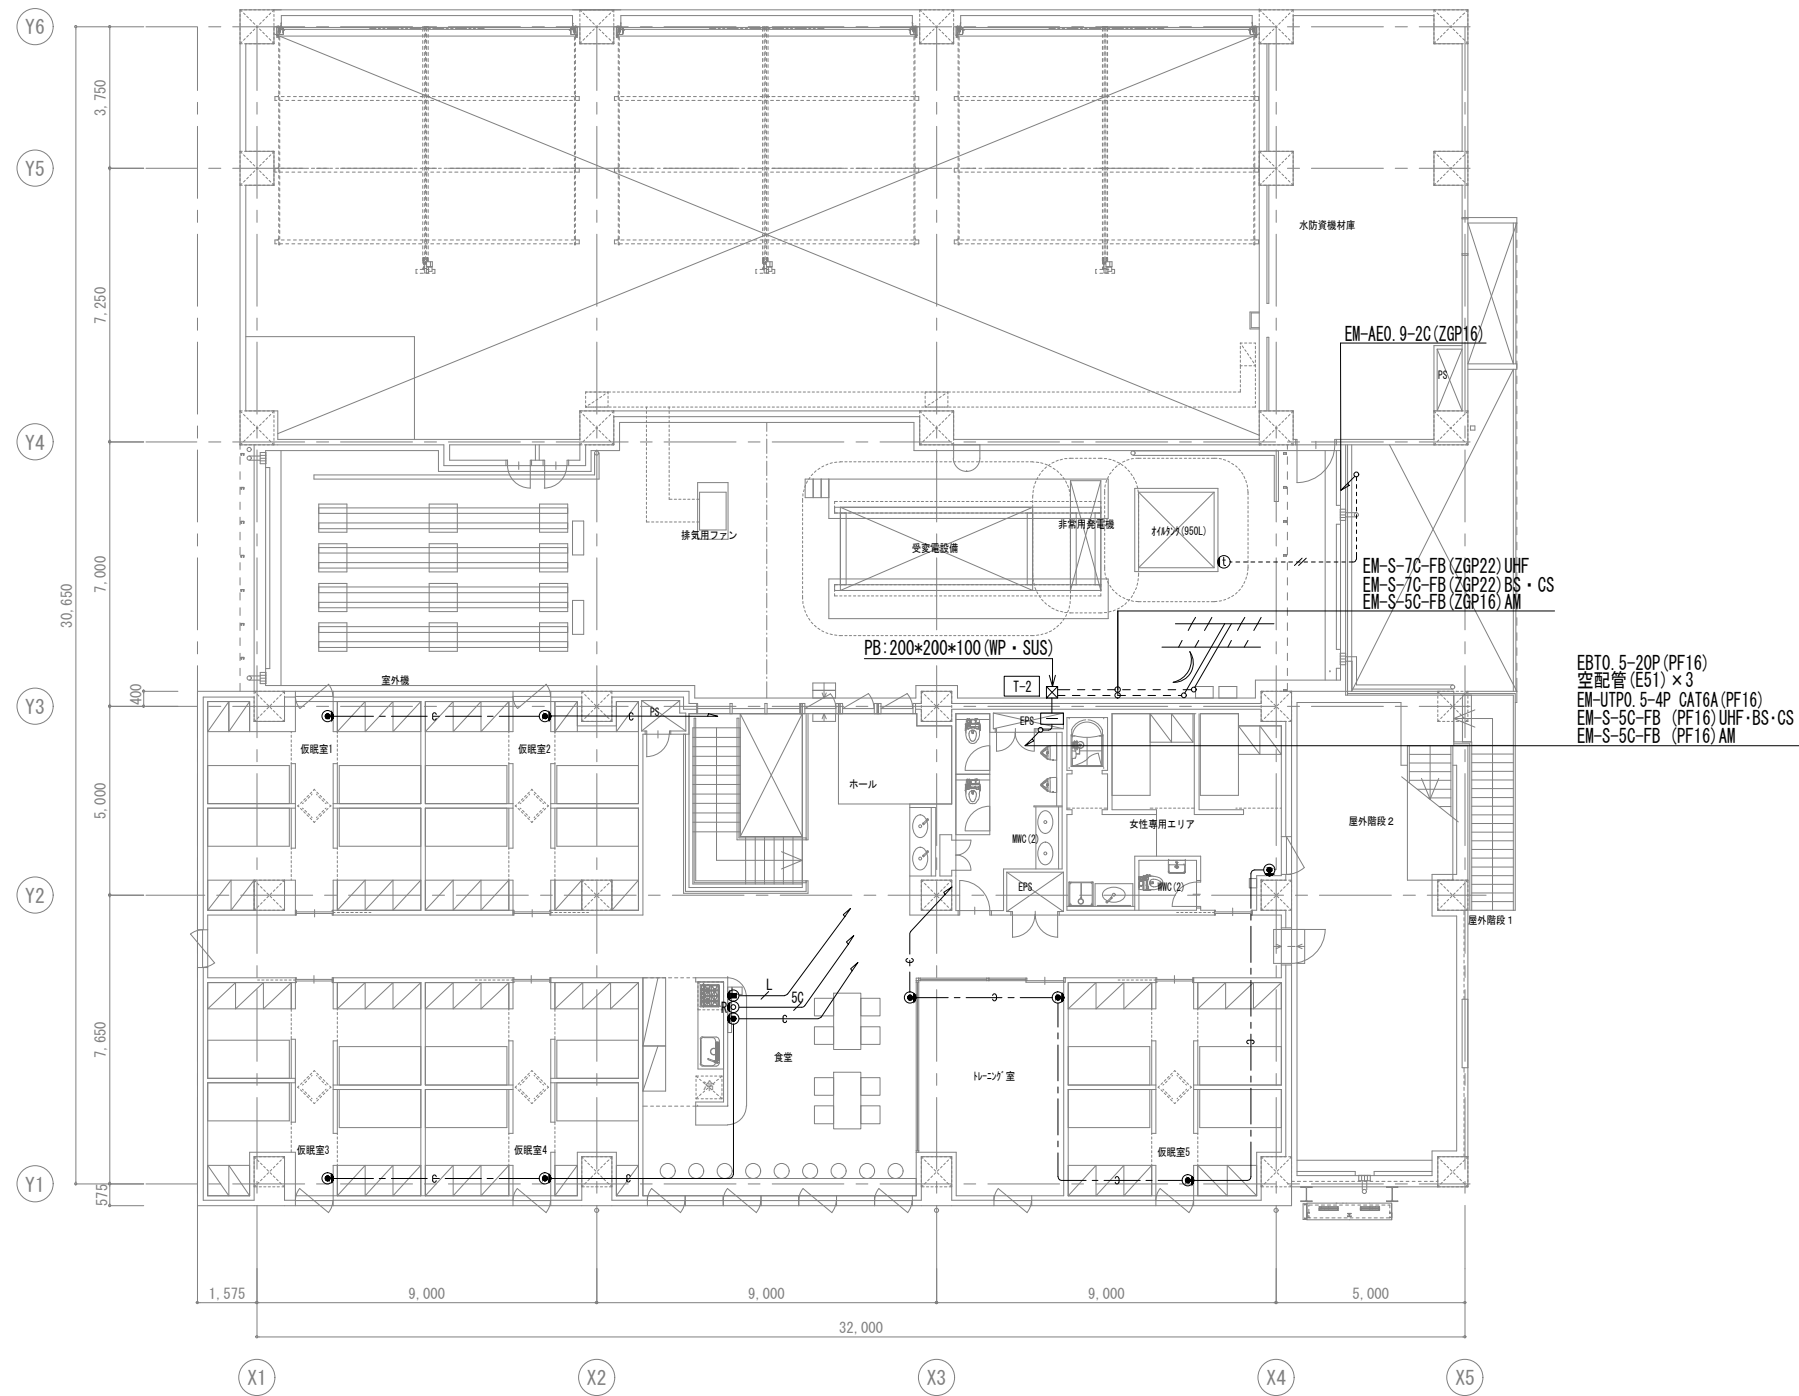 Y6
3,750
Y5
水防資機材庫
7,250
EM-AE0.9-2C(ZGP16)
PS
Y4
排気用ファン
受変電設備
非常用発電機
オイルタンク(950L)
t
7,000
30,650
EM-S-7C-FB(ZGP22)UHF
EM-S-7C-FB(ZGP22)BS・CS
EM-S-5C-FB(ZGP16)AM
PB:200*200*100(WP・SUS)
T-2
室外機
400
EBT0.5-20P(PF16)
空配管(E51)×3
EM-UTP0.5-4P CAT6A(PF16)
EM-S-5C-FB (PF16)UHF・BS・CS
EM-S-5C-FB (PF16)AM
Y3
C
C
PS
EPS
仮眠室1
仮眠室2
ホール
5,000
MWC(2)
女性専用エリア
屋外階段2
EPS
WWC(2)
Y2
屋外階段1
L
5C
R
C
C
C
C
7,650
食堂
トレーニング室
仮眠室3
仮眠室4
仮眠室5
C
C
C
Y1
575
1,575
9,000
9,000
9,000
5,000
32,000
X1
X2
X3
X4
X5